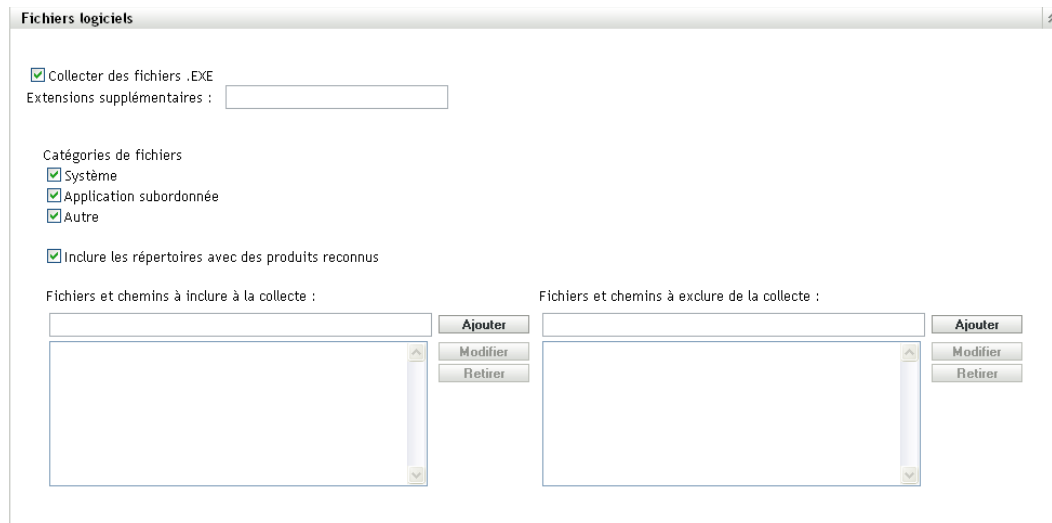 Fichiers logiciels
Collecter des fichiers .EXE
Extensions supplémentaires :
Catégories de fichiers
Système
Application subordonnée
Autre
Inclure les répertoires avec des produits reconnus
Fichiers et chemins à inclure à la collecte :
Fichiers et chemins à exclure de la collecte :
Ajouter
Ajouter
Modifier
Modifier
Retirer
Retirer